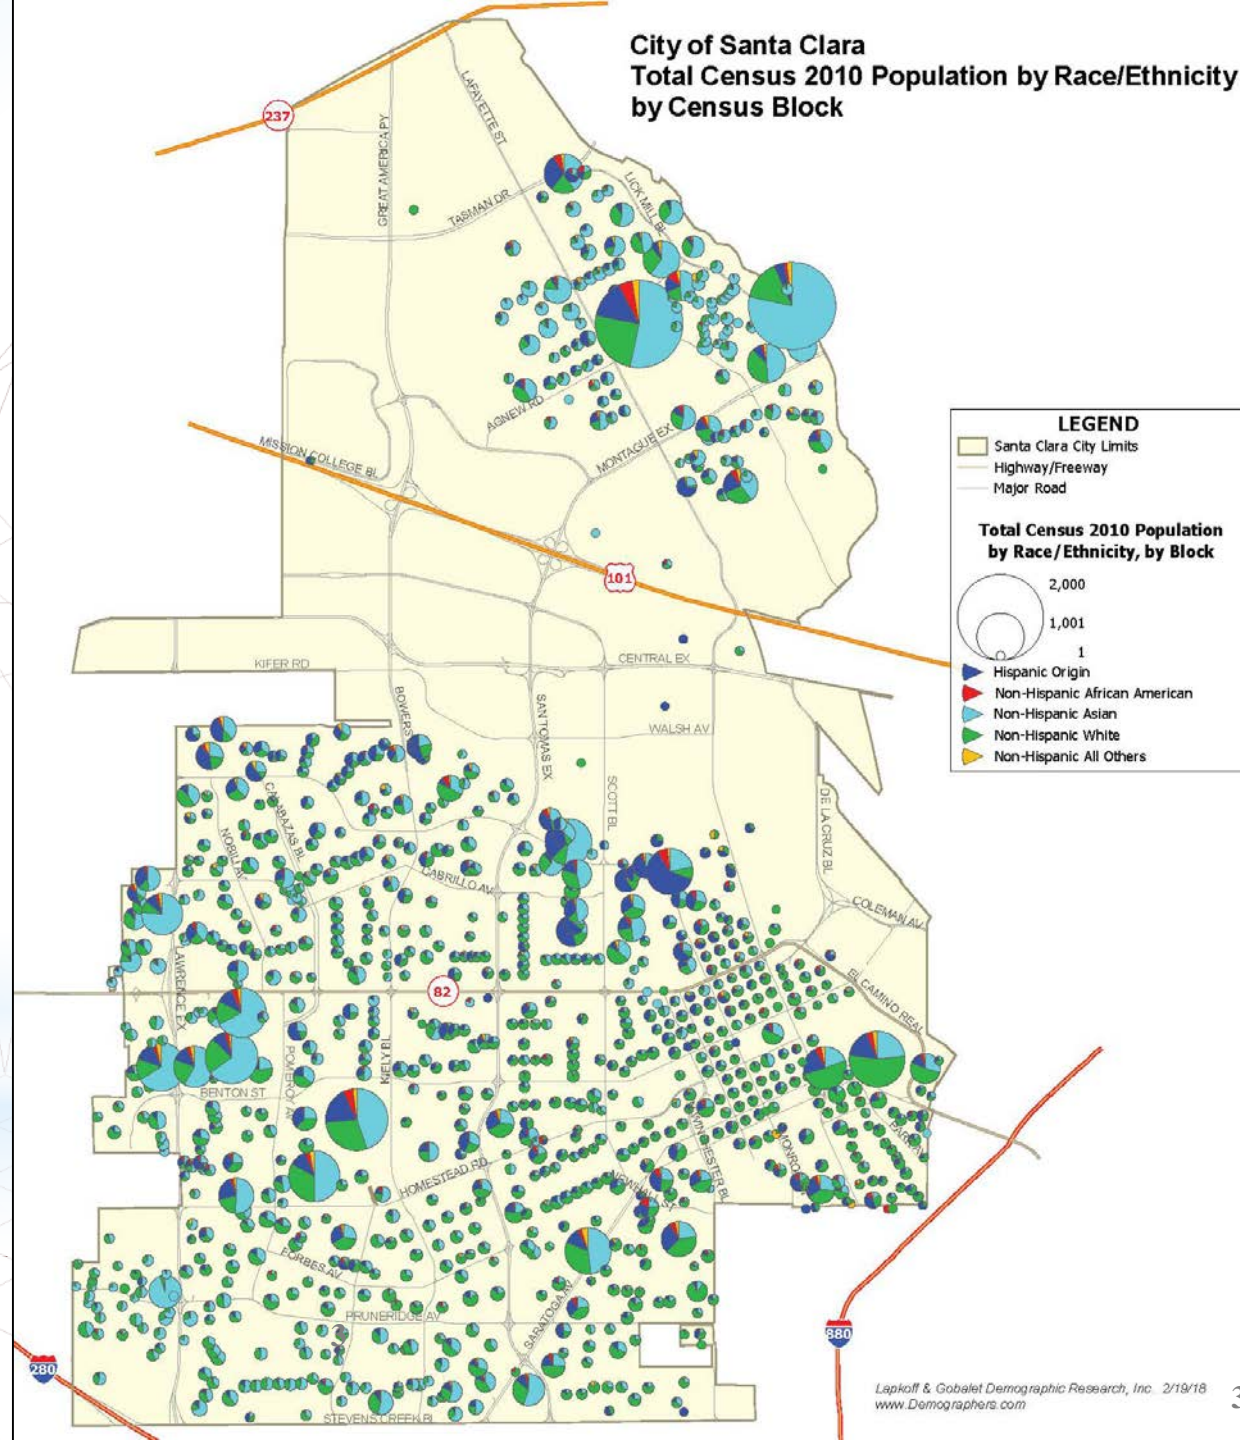 City of Santa Clara
Total Census 2010 Population by Race/Ethnicity
by Census Block
237
LAFAYETTE ST
GREAT AMERICA PY
TASMAN DR
LICK MILL BL
AGNEW RD
MONTAGUE EX
MISSION COLLEGE BL
101
LEGEND
Santa Clara City Limits
Highway/Freeway
Major Road
Total Census 2010 Population
by Race/Ethnicity, by Block
2,000
1,001
1
Hispanic Origin
Non-Hispanic African American
Non-Hispanic Asian
Non-Hispanic White
Non-Hispanic All Others
KIFER RD
CENTRAL EX
BOWERS
SAN TOMAS EX
WALSH AV
SCOTT BL
DE LA CRUZ BL
CALABAZAS BL
NOBILI AV
CABRILLO AV
COLEMAN AV
LAWRENCE EX
82
EL CAMINO REAL
KIELY BL
POMEROY AV
BENTON ST
WINCHESTER BL
MONRO
PARK AV
HOMESTEAD RD
NEWHALL ST
FORBES AV
SARATOGA AV
PRUNERIDGE AV
280
880
STEVENS CREEK BL
Lapkoff & Gobalet Demographic Research, Inc. 2/19/18
www.Demographers.com
3